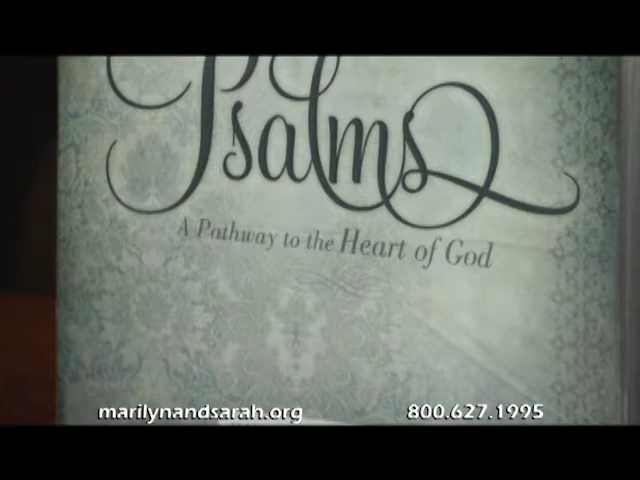 Psalms
A Pathway to the Heart of God
marilynandsarah.org 800.627.1995